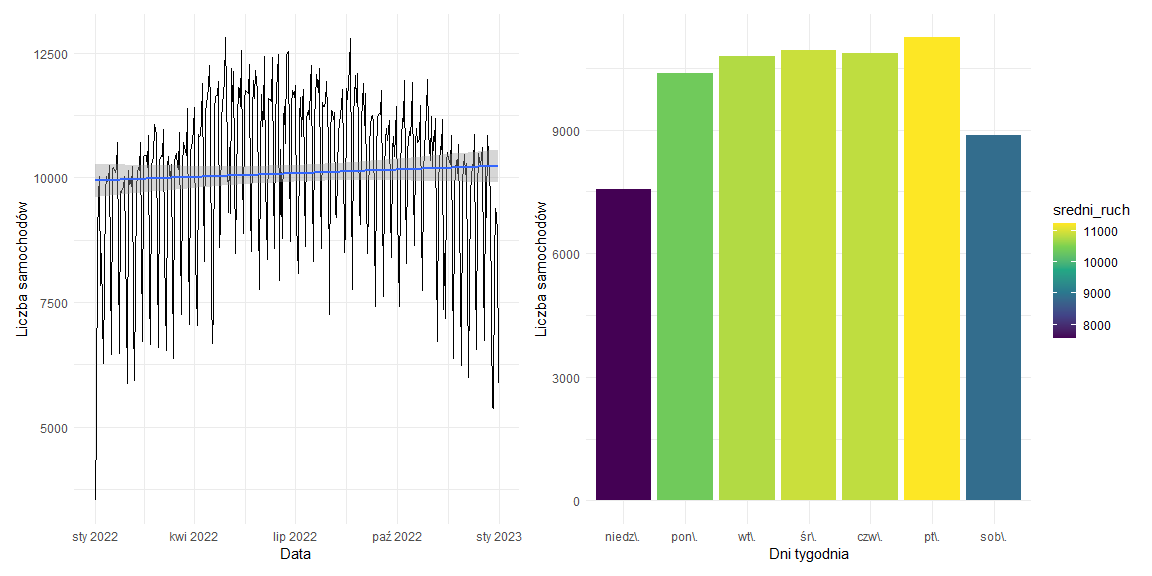 Liczba samochodów
12500
10000
7500
5000
sty 2022
kwi 2022
lip 2022
paź 2022
sty 2023
Data
Liczba samochodów
9000
6000
3000
0
niedz\.
pon\.
wt\.
śr\.
czw\.
pt\.
sob\.
Dni tygodnia
sredni_ruch
11000
10000
9000
8000